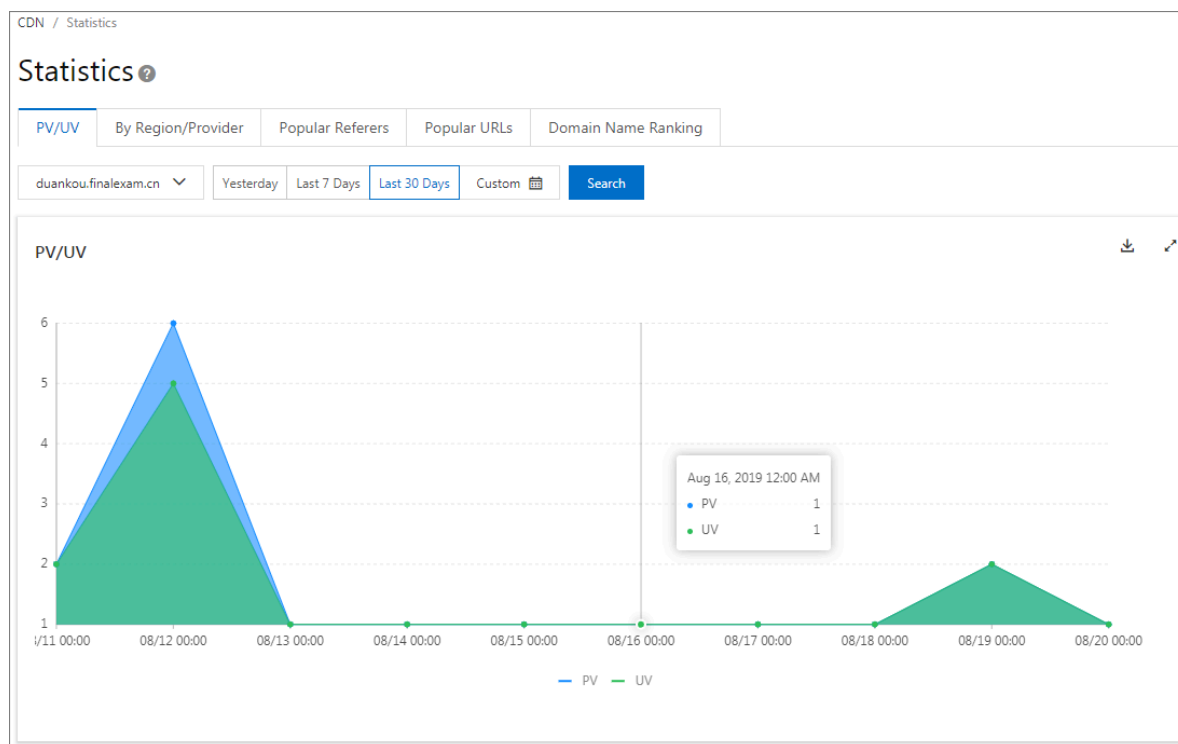 CDN / Statistics
Statistics ?
PV/UV By Region/Provider Popular Referers Popular URLs Domain Name Ranking
duankou.finalexam.cn Yesterday Last 7 Days Last 30 Days Custom Search
PV/UV
6
5
4
3
2
1
Aug 16, 2019 12:00 AM
PV 1
UV 1
/11 00:00 08/12 00:00 08/13 00:00 08/14 00:00 08/15 00:00 08/16 00:00 08/17 00:00 08/18 00:00 08/19 00:00 08/20 00:00
PV UV